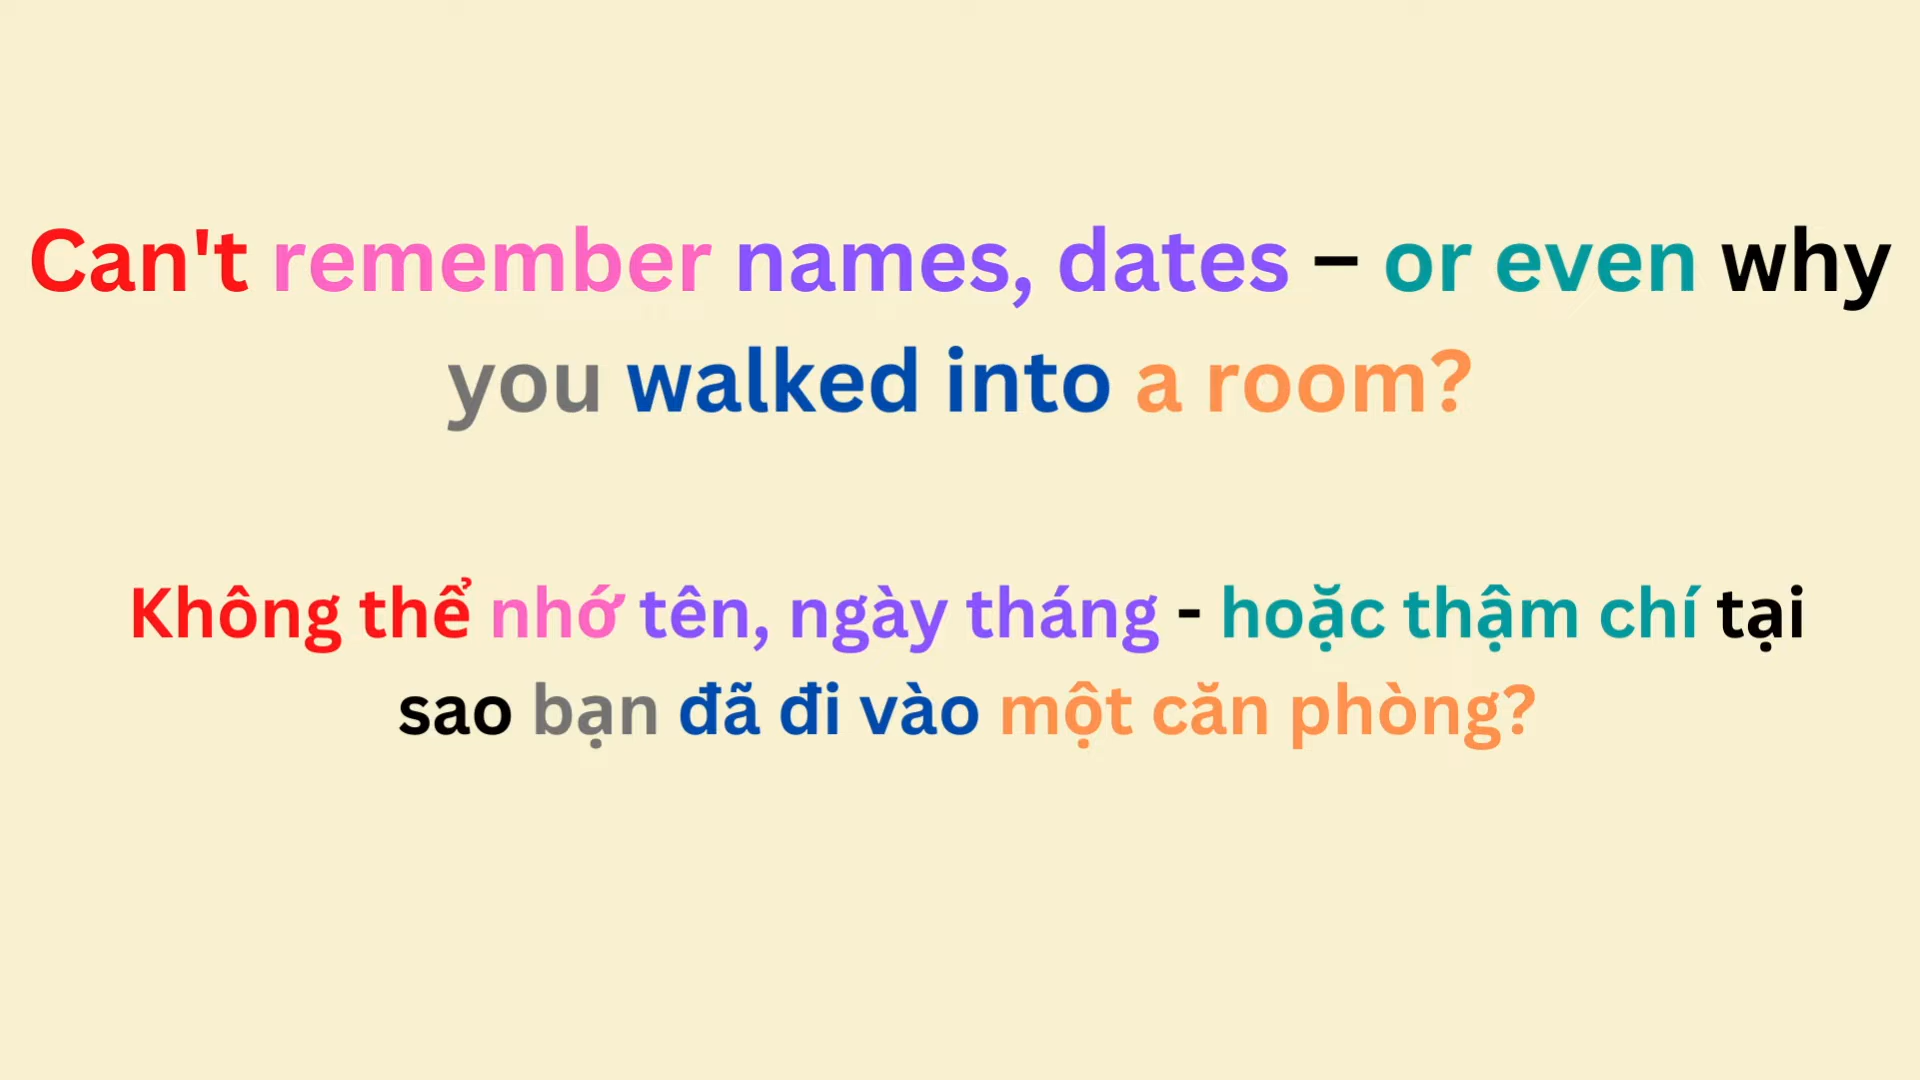 Can't remember names, dates – or even why
you walked into a room?
Không thể nhớ tên, ngày tháng - hoặc thậm chí tại
sao bạn đã đi vào một căn phòng?